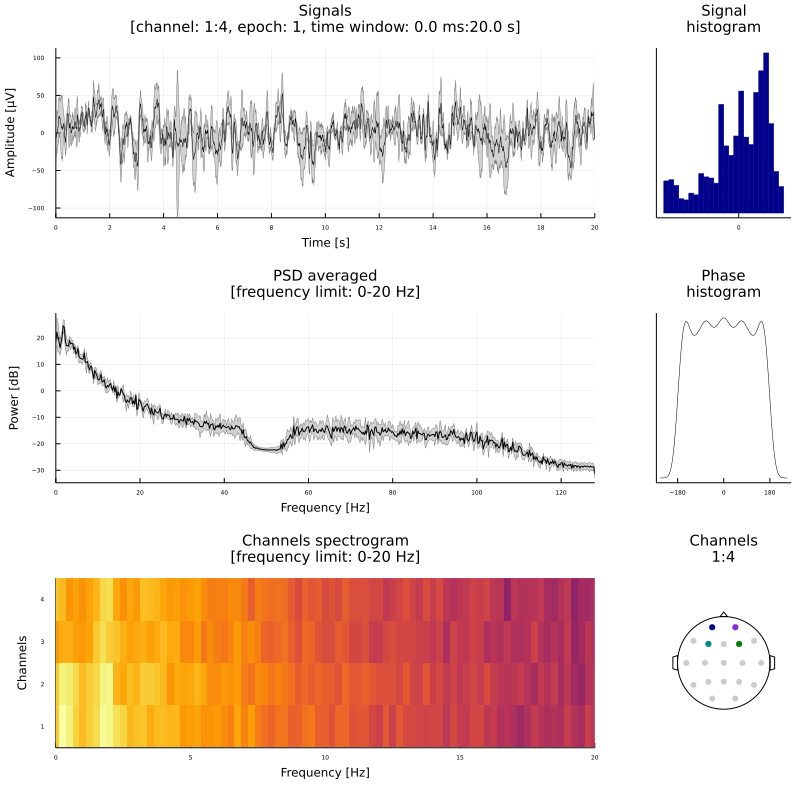 Signals
[channel: 1:4, epoch: 1, time window: 0.0 ms:20.0 s]
Amplitude [μV]
100
50
0
−50
−100
0 2 4 6 8 10 12 14 16 18 20
Time [s]
Signal
histogram
0
PSD averaged
[frequency limit: 0-20 Hz]
Power [dB]
20
10
0
−10
−20
−30
0 20 40 60 80 100 120
Frequency [Hz]
Phase
histogram
−180 0 180
Channels spectrogram
[frequency limit: 0-20 Hz]
Channels
4
3
2
1
0 5 10 15 20
Frequency [Hz]
Channels
1:4